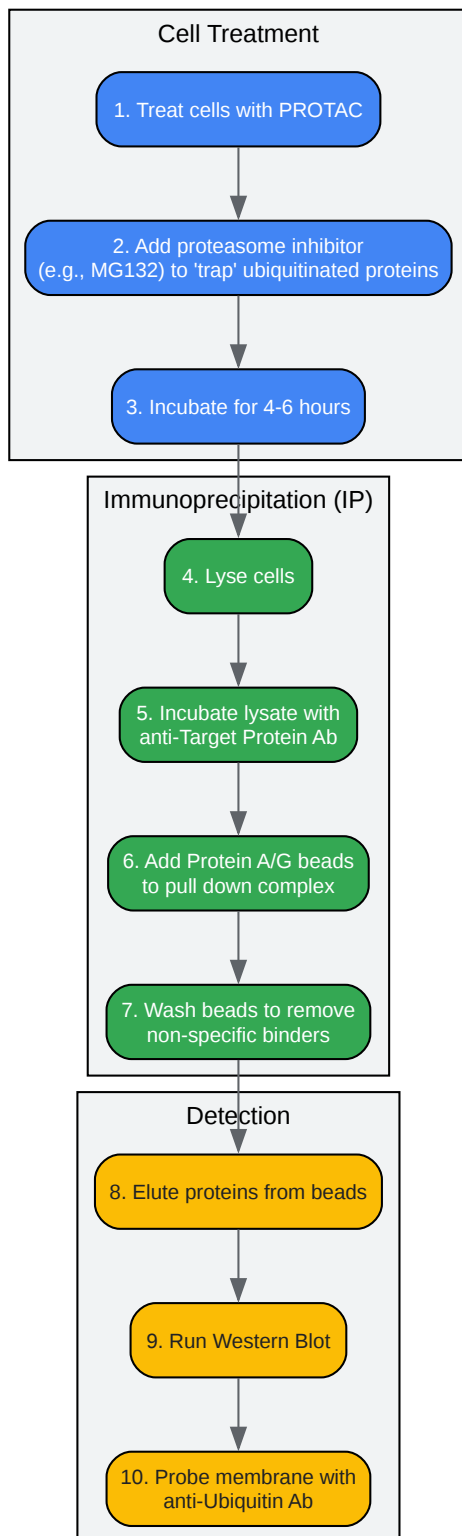 Cell Treatment
1. Treat cells with PROTAC
2. Add proteasome inhibitor
(e.g., MG132) to 'trap' ubiquitinated proteins
3. Incubate for 4-6 hours
Immunoprecipitation (IP)
4. Lyse cells
5. Incubate lysate with
anti-Target Protein Ab
6. Add Protein A/G beads
to pull down complex
7. Wash beads to remove
non-specific binders
Detection
8. Elute proteins from beads
9. Run Western Blot
10. Probe membrane with
anti-Ubiquitin Ab